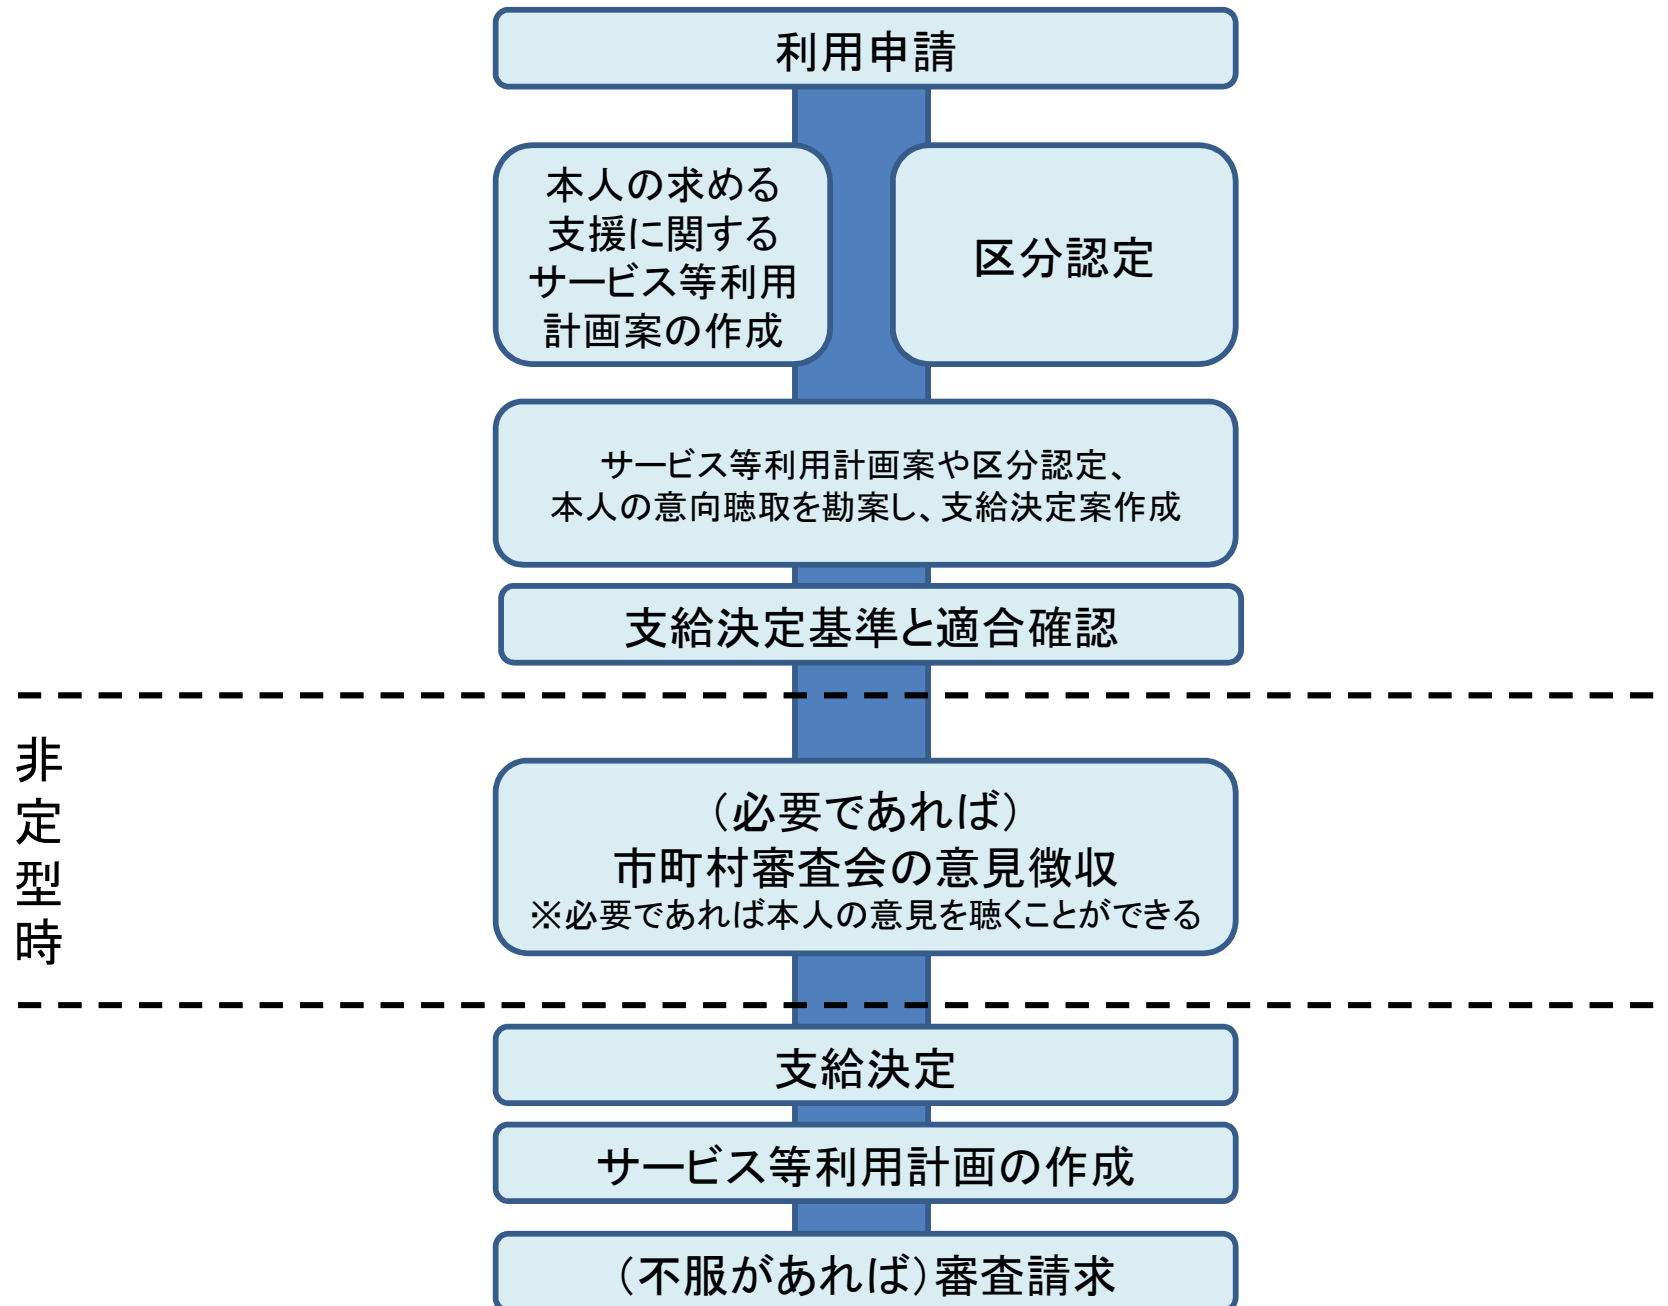 利用申請
本人の求める
支援に関する
サービス等利用
計画案の作成
区分認定
サービス等利用計画案や区分認定、
本人の意向聴取を勘案し、支給決定案作成
支給決定基準と適合確認
非定型時
（必要であれば）
市町村審査会の意見徴収
※必要であれば本人の意見を聴くことができる
支給決定
サービス等利用計画の作成
（不服があれば）審査請求